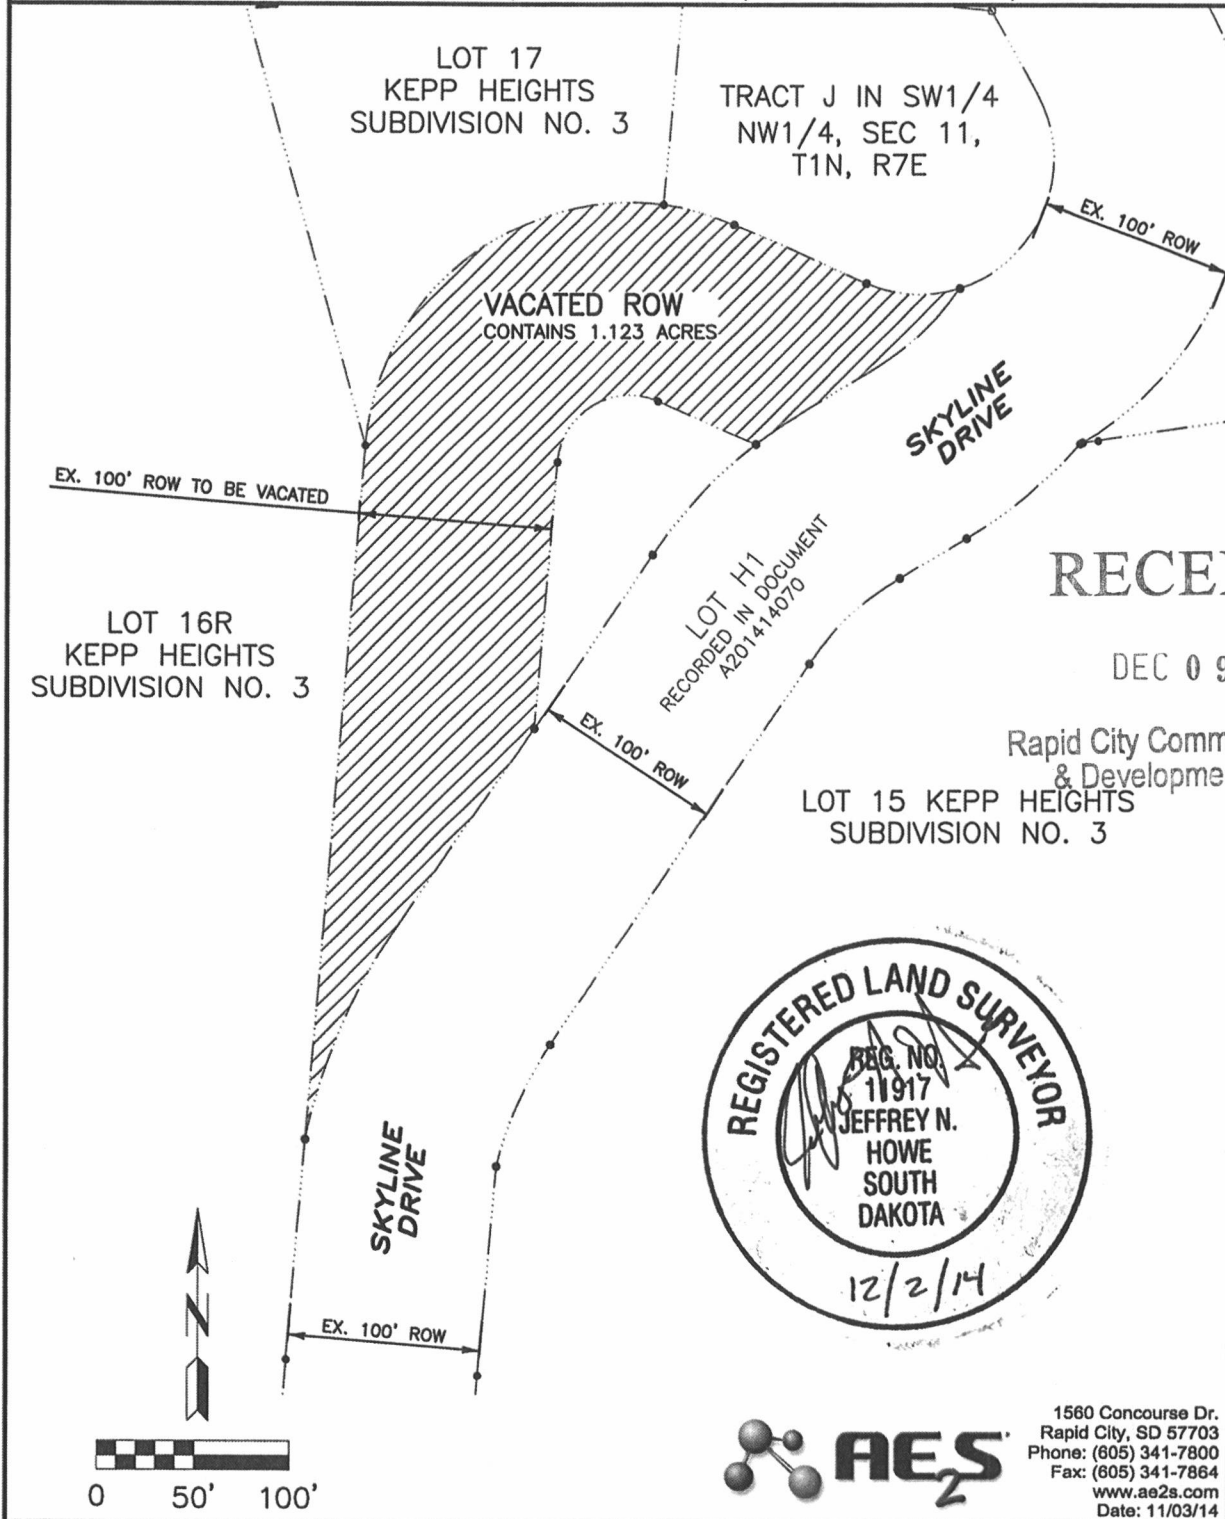 LOT 17
KEPP HEIGHTS
SUBDIVISION NO. 3
TRACT J IN SW1/4
NW1/4, SEC 11,
T1N, R7E
EX. 100' ROW
VACATED ROW
CONTAINS 1.123 ACRES
SKYLINE
DRIVE
EX. 100' ROW TO BE VACATED
LOT H1
RECORDED IN DOCUMENT
A201414070
LOT 16R
KEPP HEIGHTS
SUBDIVISION NO. 3
DEC 0 9
Rapid City
&
EX. 100' ROW
LOT 15 KEPP HEIGHTS
SUBDIVISION NO. 3
REGISTERED LAND SURVEYOR
REG. NO.
11917
JEFFREY N.
HOWE
SOUTH
DAKOTA
12/2/14
SKYLINE
DRIVE
N
EX. 100' ROW
0 50' 100'
AE2S
1560 Concourse Dr.
Rapid City, SD 57703
Phone: (605) 341-7800
Fax: (605) 341-7864
www.ae2s.com
Date: 11/03/14